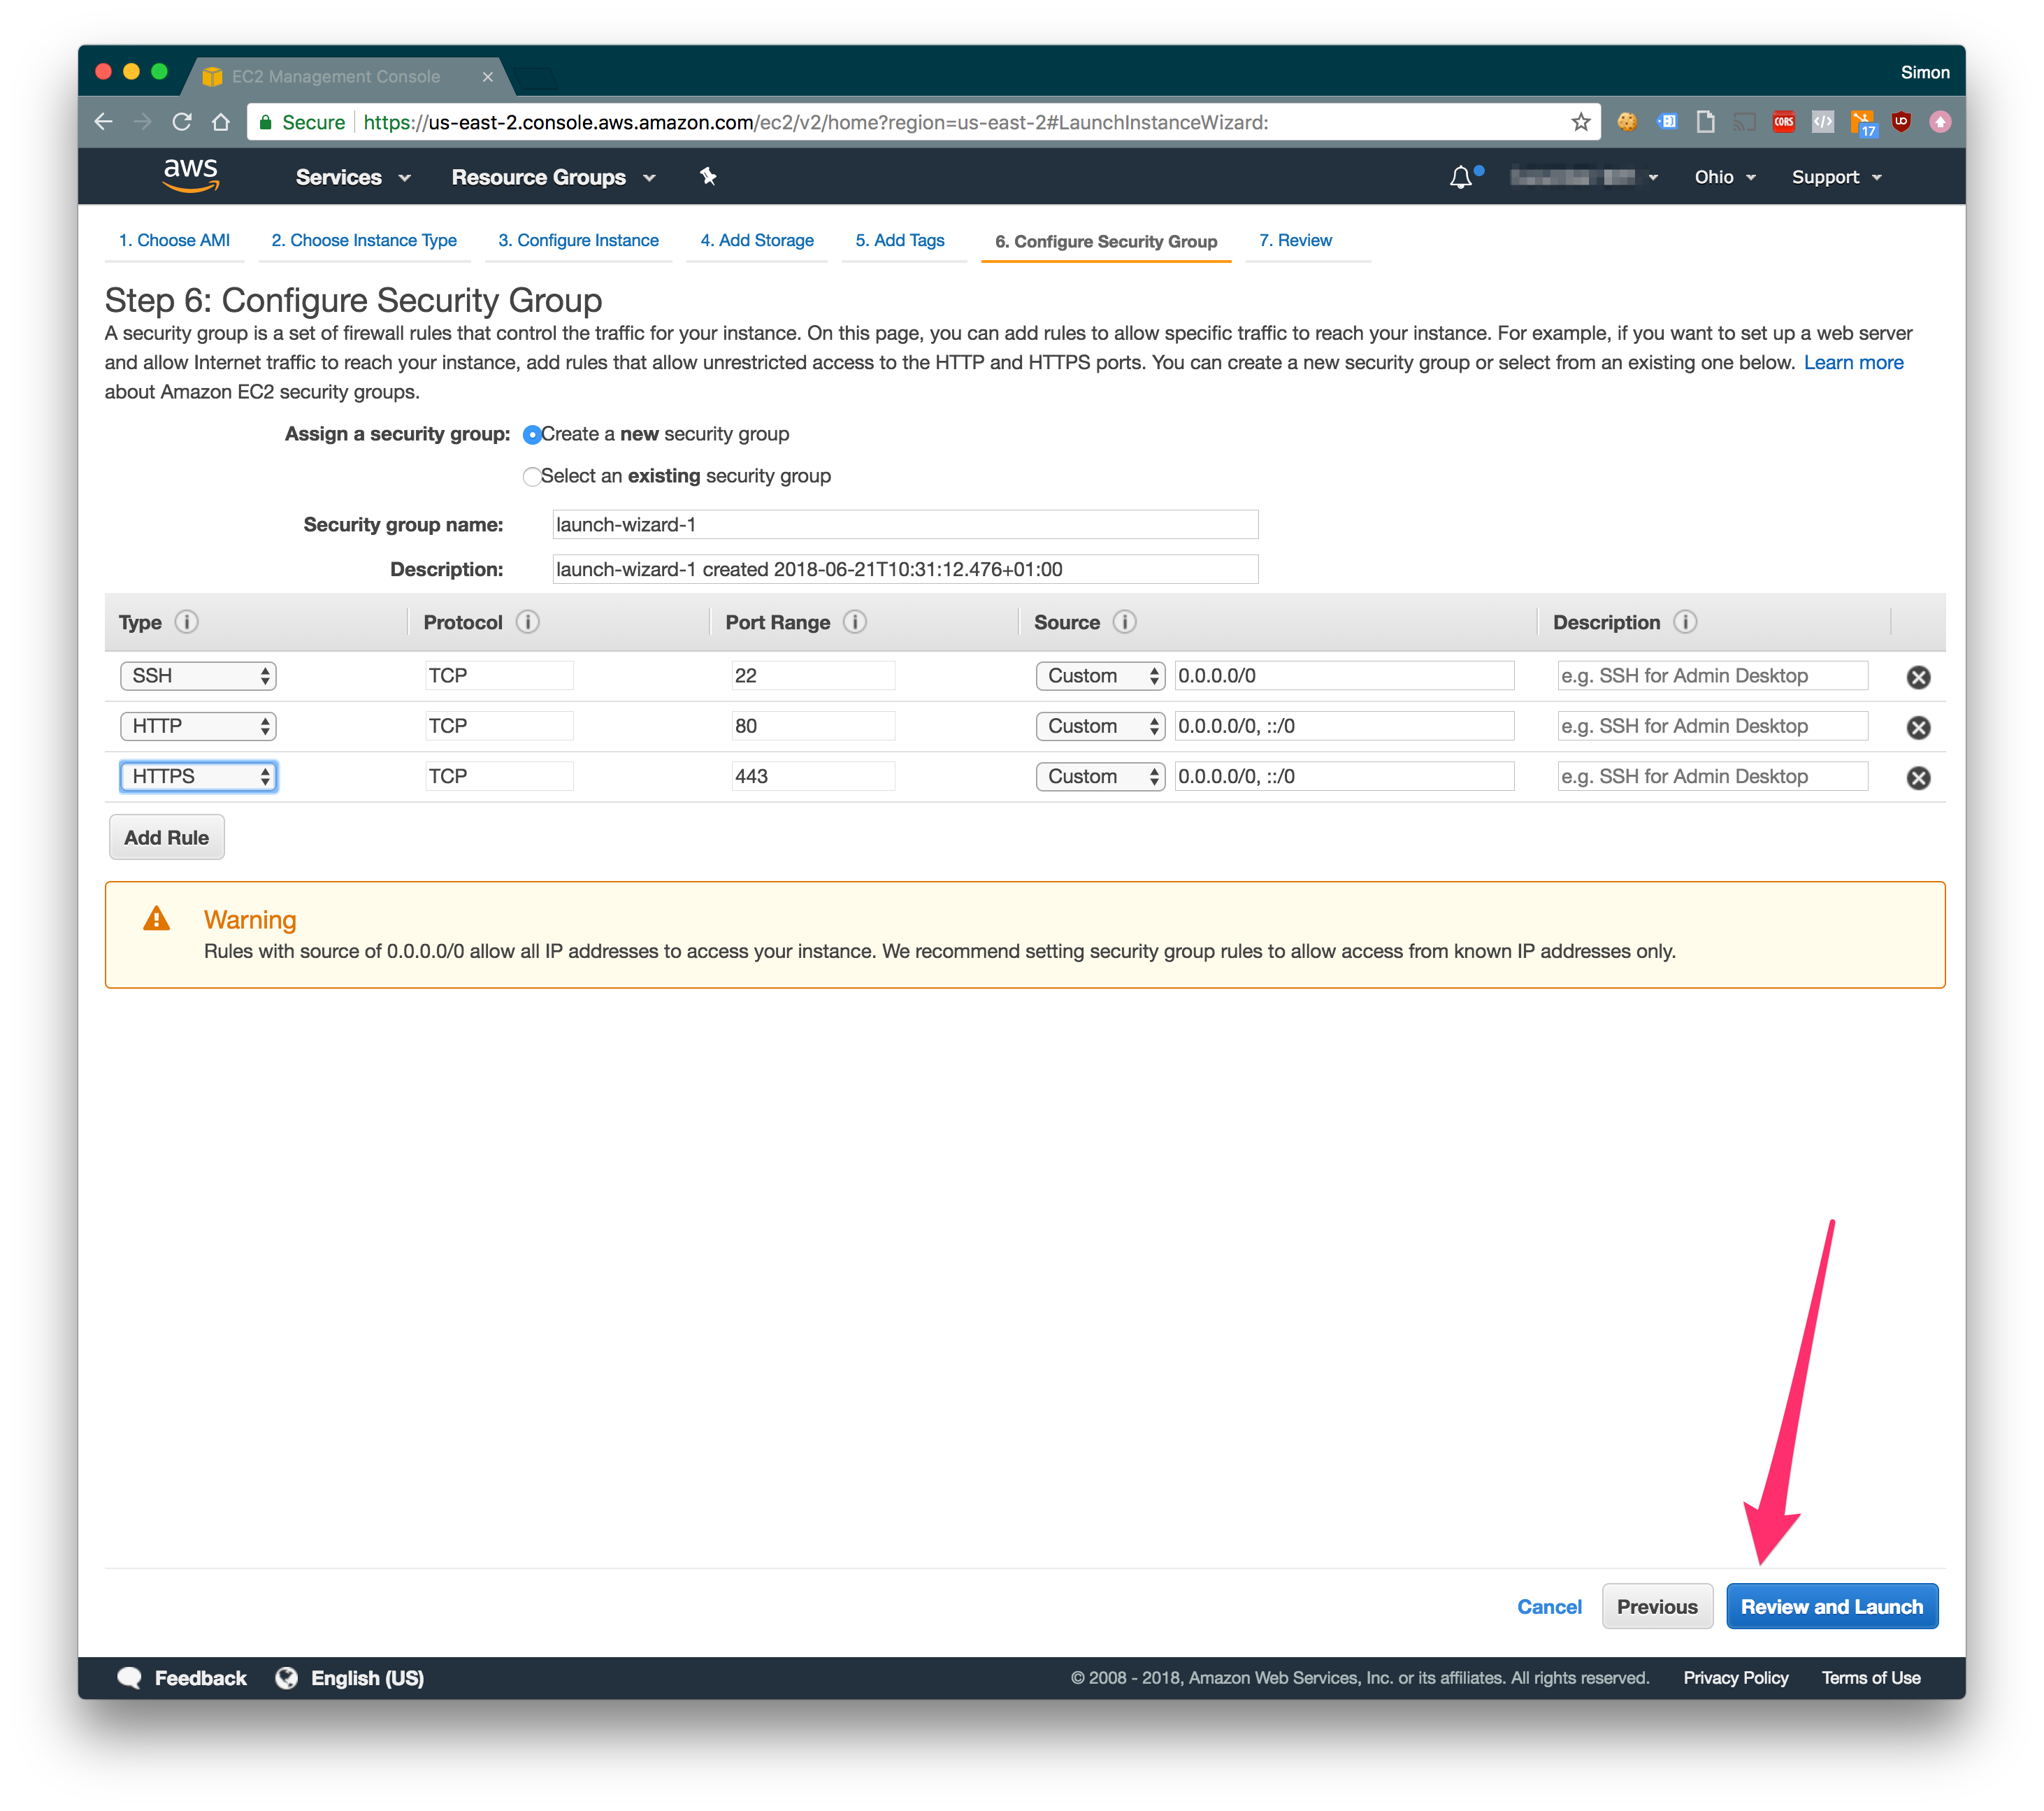 EC2 Management Console
Simon
Secure https://us-east-2.console.aws.amazon.com/ec2/v2/home?region=us-east-2#LaunchInstanceWizard:
CORS
</>
17
UD
aws Services Resource Groups Ohio Support
1. Choose AMI 2. Choose Instance Type 3. Configure Instance 4. Add Storage 5. Add Tags 6. Configure Security Group 7. Review
Step 6: Configure Security Group
A security group is a set of firewall rules that control the traffic for your instance. On this page, you can add rules to allow specific traffic to reach your instance. For example, if you want to set up a web server
and allow Internet traffic to reach your instance, add rules that allow unrestricted access to the HTTP and HTTPS ports. You can create a new security group or select from an existing one below. Learn more
about Amazon EC2 security groups.
Assign a security group: Create a new security group
Select an existing security group
Security group name: launch-wizard-1
Description: launch-wizard-1 created 2018-06-21T10:31:12.476+01:00
Type i Protocol i Port Range i Source i Description i
SSH TCP 22 Custom 0.0.0.0/0 e.g. SSH for Admin Desktop
HTTP TCP 80 Custom 0.0.0.0/0, ::/0 e.g. SSH for Admin Desktop
HTTPS TCP 443 Custom 0.0.0.0/0, ::/0 e.g. SSH for Admin Desktop
Add Rule
Warning
Rules with source of 0.0.0.0/0 allow all IP addresses to access your instance. We recommend setting security group rules to allow access from known IP addresses only.
Cancel Previous Review and Launch
Feedback English (US) © 2008 - 2018, Amazon Web Services, Inc. or its affiliates. All rights reserved. Privacy Policy Terms of Use